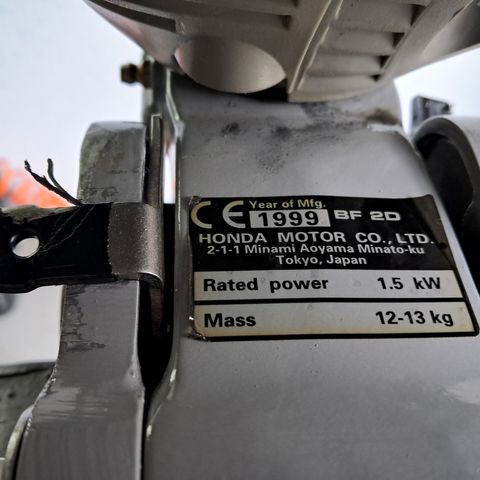 CE Year of Mfg.
1999 BF 2D
HONDA MOTOR CO., LTD.
2-1-1 Minami Aoyama Minato-ku
Tokyo, Japan
Rated power 1.5 kW
Mass 12-13 kg